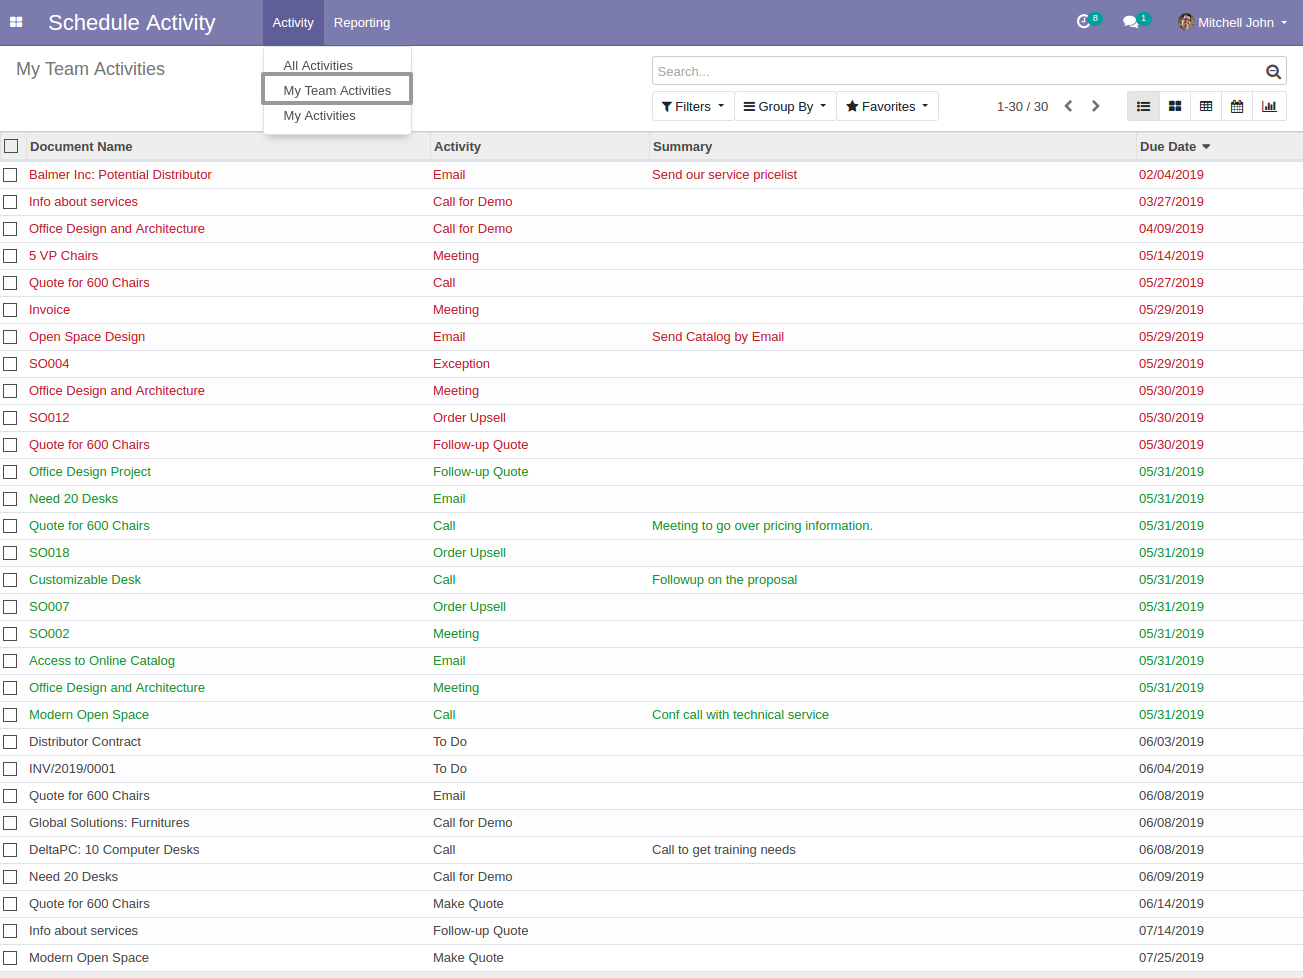 Schedule Activity Activity Reporting 8 1 Mitchell John
My Team Activities
All Activities
My Team Activities
My Activities
Search...
Filters Group By Favorites 1-30 / 30
Document Name Activity Summary Due Date
Balmer Inc: Potential Distributor Email Send our service pricelist 02/04/2019
Info about services Call for Demo 03/27/2019
Office Design and Architecture Call for Demo 04/09/2019
5 VP Chairs Meeting 05/14/2019
Quote for 600 Chairs Call 05/27/2019
Invoice Meeting 05/29/2019
Open Space Design Email Send Catalog by Email 05/29/2019
SO004 Exception 05/29/2019
Office Design and Architecture Meeting 05/30/2019
SO012 Order Upsell 05/30/2019
Quote for 600 Chairs Follow-up Quote 05/30/2019
Office Design Project Follow-up Quote 05/31/2019
Need 20 Desks Email 05/31/2019
Quote for 600 Chairs Call Meeting to go over pricing information. 05/31/2019
SO018 Order Upsell 05/31/2019
Customizable Desk Call Followup on the proposal 05/31/2019
SO007 Order Upsell 05/31/2019
SO002 Meeting 05/31/2019
Access to Online Catalog Email 05/31/2019
Office Design and Architecture Meeting 05/31/2019
Modern Open Space Call Conf call with technical service 05/31/2019
Distributor Contract To Do 06/03/2019
INV/2019/0001 To Do 06/04/2019
Quote for 600 Chairs Email 06/08/2019
Global Solutions: Furnitures Call for Demo 06/08/2019
DeltaPC: 10 Computer Desks Call Call to get training needs 06/08/2019
Need 20 Desks Call for Demo 06/09/2019
Quote for 600 Chairs Make Quote 06/14/2019
Info about services Follow-up Quote 07/14/2019
Modern Open Space Make Quote 07/25/2019